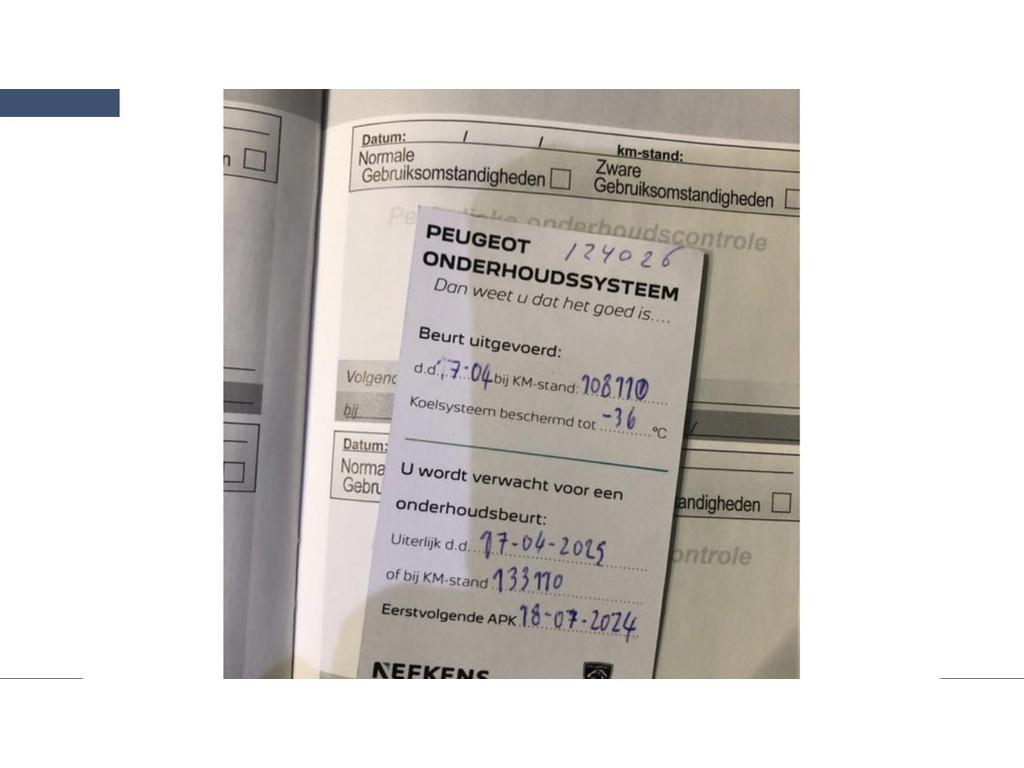 Datum: / / km-stand:
Normale Gebruiksomstandigheden
Zware Gebruiksomstandigheden
onderhoudscontrole
PEUGEOT 124026
ONDERHOUDSSYSTEEM
Dan weet u dat het goed is....
Beurt uitgevoerd:
d.d. 17-04 bij KM-stand: 108110
Koelsysteem beschermd tot -36 °C
U wordt verwacht voor een
onderhoudsbeurt:
Uiterlijk d.d. 17-04-2025
of bij KM-stand 133110
Eerstvolgende APK 18-07-2024
NEFKENS
Volgend
bij
Datum:
Norma
Gebru
andigheden
ontrole